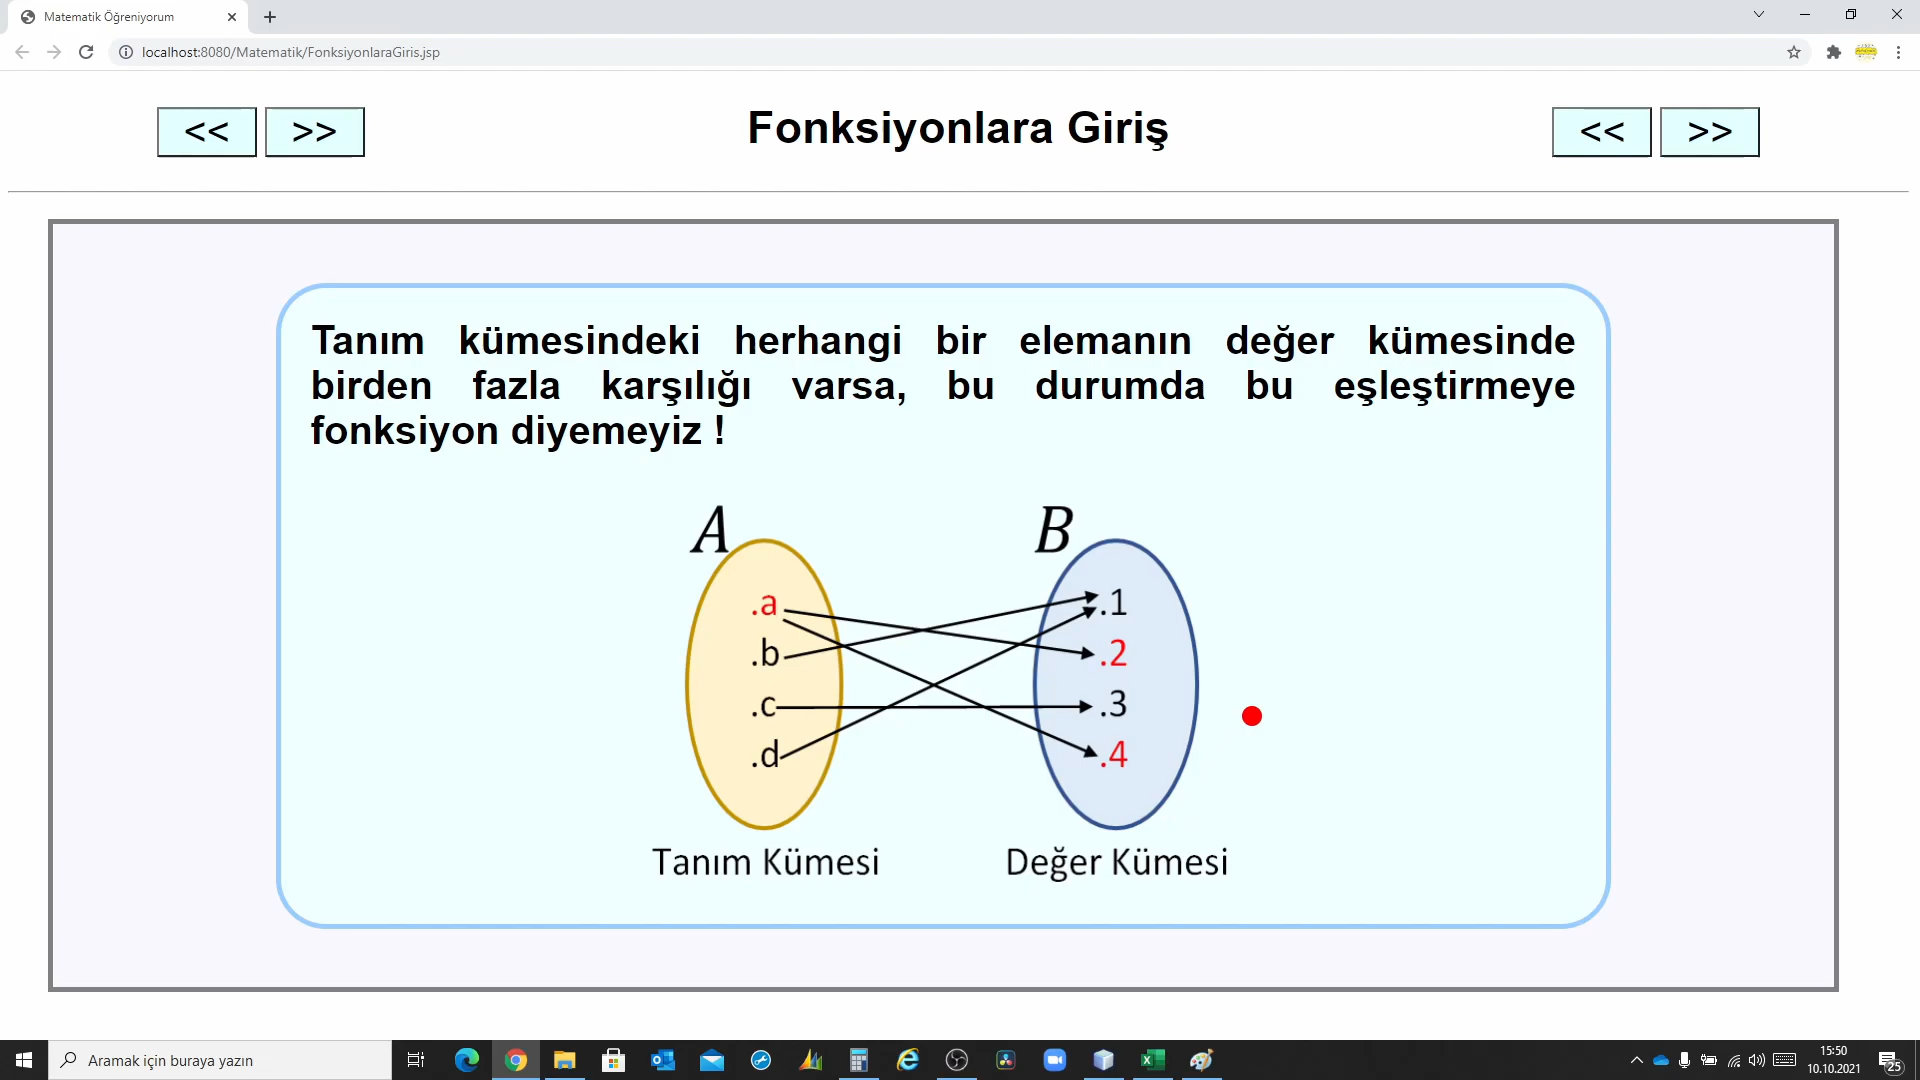 Matematik Öğreniyorum
localhost:8080/Matematik/FonksiyonlaraGiris.jsp
<< >> Fonksiyonlara Giriş << >>
Tanım kümesindeki herhangi bir elemanın değer kümesinde
birden fazla karşılığı varsa, bu durumda bu eşleştirmeye
fonksiyon diyemeyiz !
A B
.a .1
.b .2
.c .3
.d .4
Tanım Kümesi Değer Kümesi
Aramak için buraya yazın
15:50
10.10.2021
25